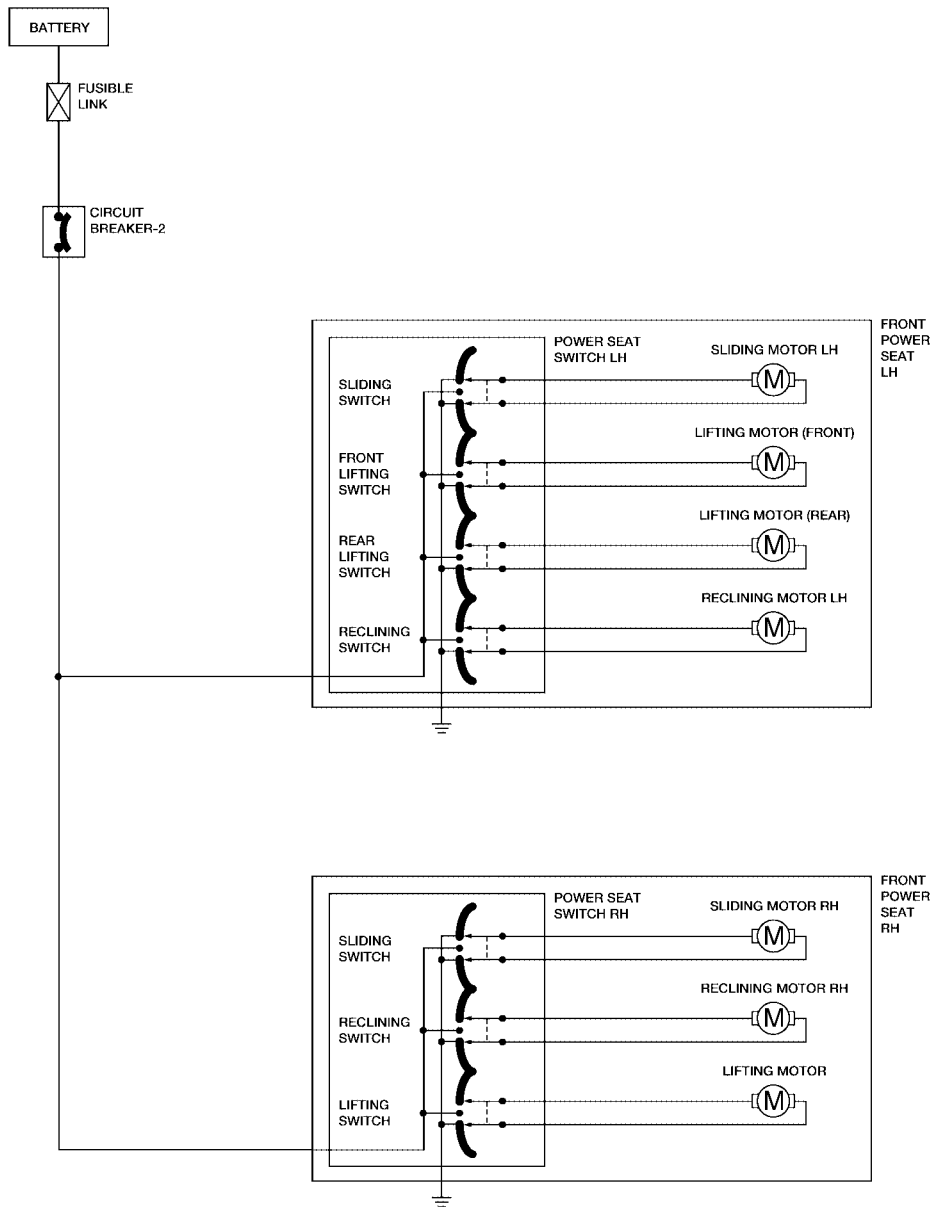 BATTERY
FUSIBLE
LINK
CIRCUIT
BREAKER-2
FRONT
POWER
SEAT
LH
POWER SEAT
SWITCH LH
SLIDING MOTOR LH
SLIDING
SWITCH
LIFTING MOTOR (FRONT)
FRONT
LIFTING
SWITCH
LIFTING MOTOR (REAR)
REAR
LIFTING
SWITCH
RECLINING MOTOR LH
RECLINING
SWITCH
M
M
M
M
FRONT
POWER
SEAT
RH
POWER SEAT
SWITCH RH
SLIDING MOTOR RH
SLIDING
SWITCH
RECLINING MOTOR RH
RECLINING
SWITCH
LIFTING MOTOR
LIFTING
SWITCH
M
M
M